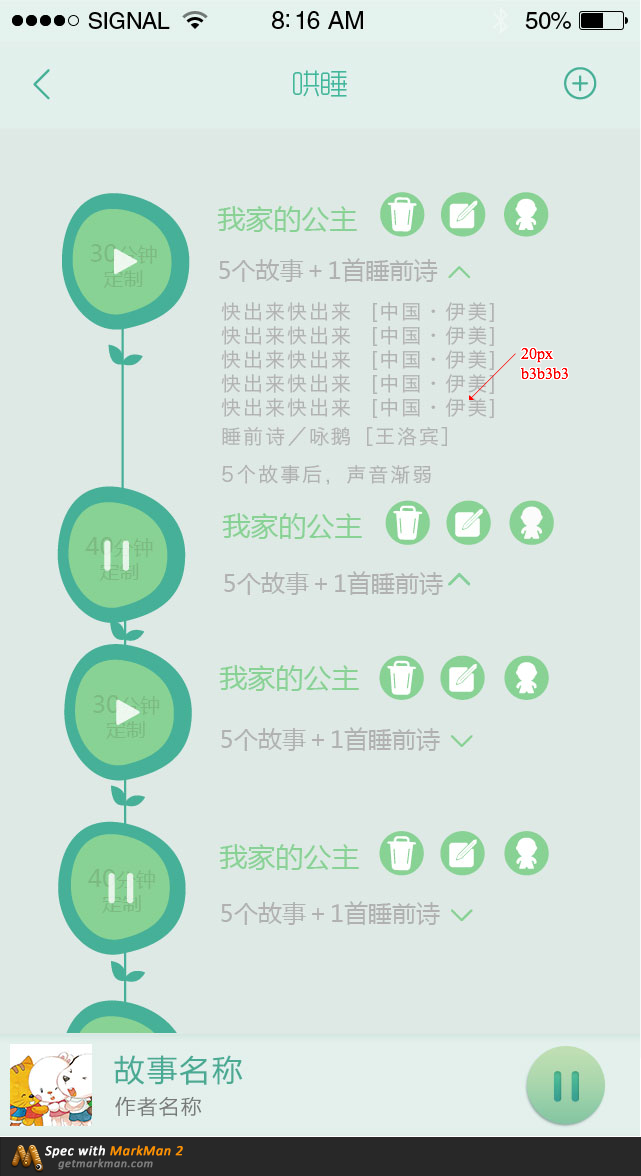 SIGNAL 8:16 AM 50%
哄睡
30分钟
定制
我家的公主
5个故事+1首睡前诗
快出来快出来 [中国·伊美]
快出来快出来 [中国·伊美]
快出来快出来 [中国·伊美]
快出来快出来 [中国·伊美]
快出来快出来 [中国·伊美]
20px
b3b3b3
睡前诗/咏鹅 [王洛宾]
5个故事后,声音渐弱
40分钟
定制
我家的公主
5个故事+1首睡前诗
30分钟
定制
我家的公主
5个故事+1首睡前诗
40分钟
定制
我家的公主
5个故事+1首睡前诗
故事名称
作者名称
Spec with MarkMan 2
getmarkman.com